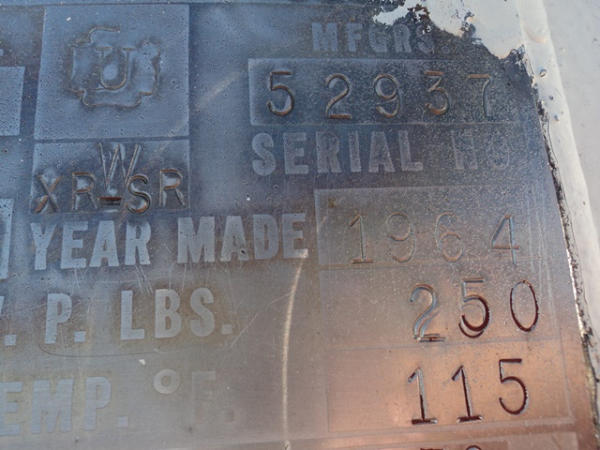 U
MFGRS
52937
W
SERIAL NO
XR-SR
YEAR MADE 1964
. P. LBS. 250
EMP. °F. 115